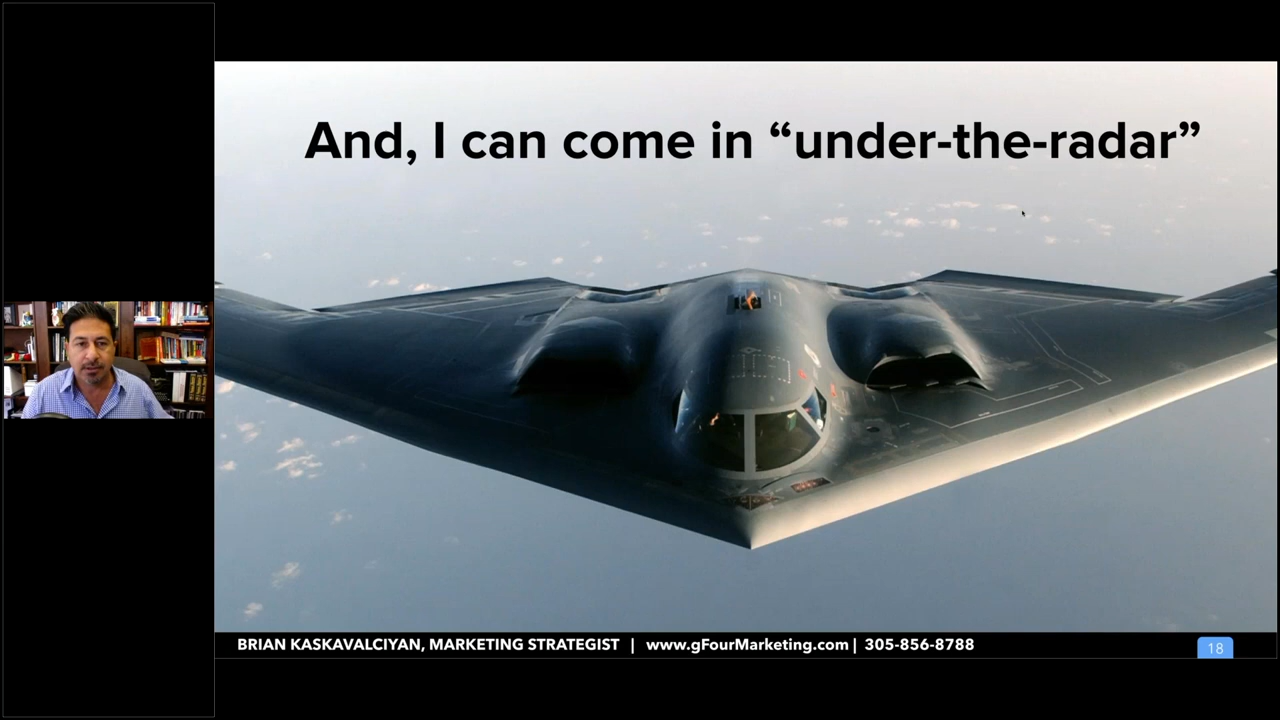 And, I can come in “under-the-radar”
BRIAN KASKAVALCIYAN, MARKETING STRATEGIST | www.gFourMarketing.com | 305-856-8788
18